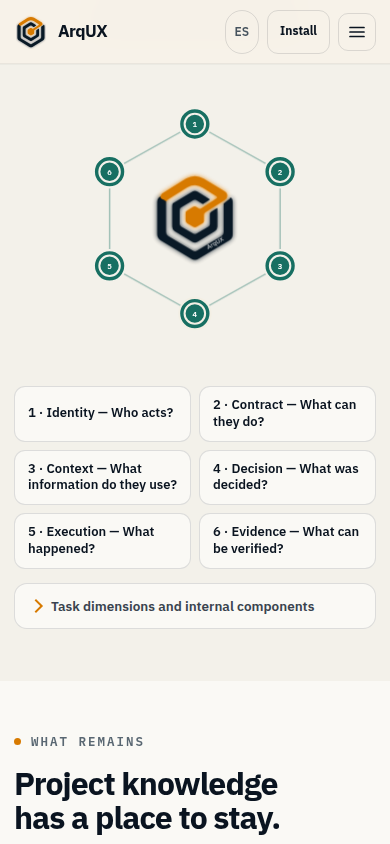 ArqUX
ES
Install
1
2
3
4
5
6
ArqUX
1 · Identity — Who acts?
2 · Contract — What can
they do?
3 · Context — What
information do they use?
4 · Decision — What was
decided?
5 · Execution — What
happened?
6 · Evidence — What can
be verified?
Task dimensions and internal components
WHAT REMAINS
Project knowledge
has a place to stay.